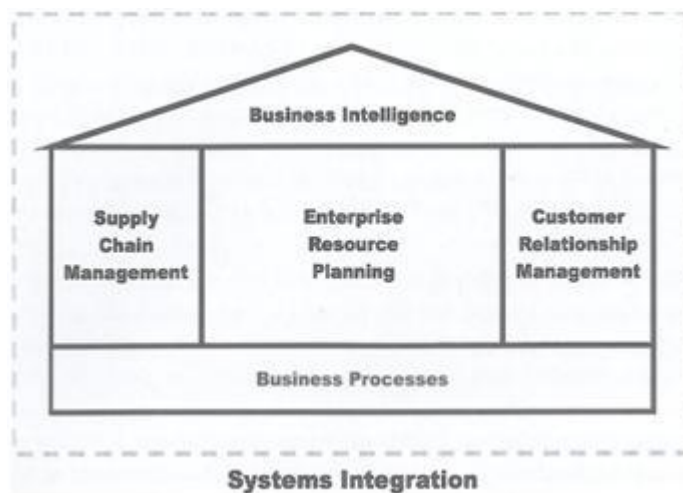 Business Intelligence
Supply
Chain
Management
Enterprise
Resource
Planning
Customer
Relationship
Management
Business Processes
Systems Integration